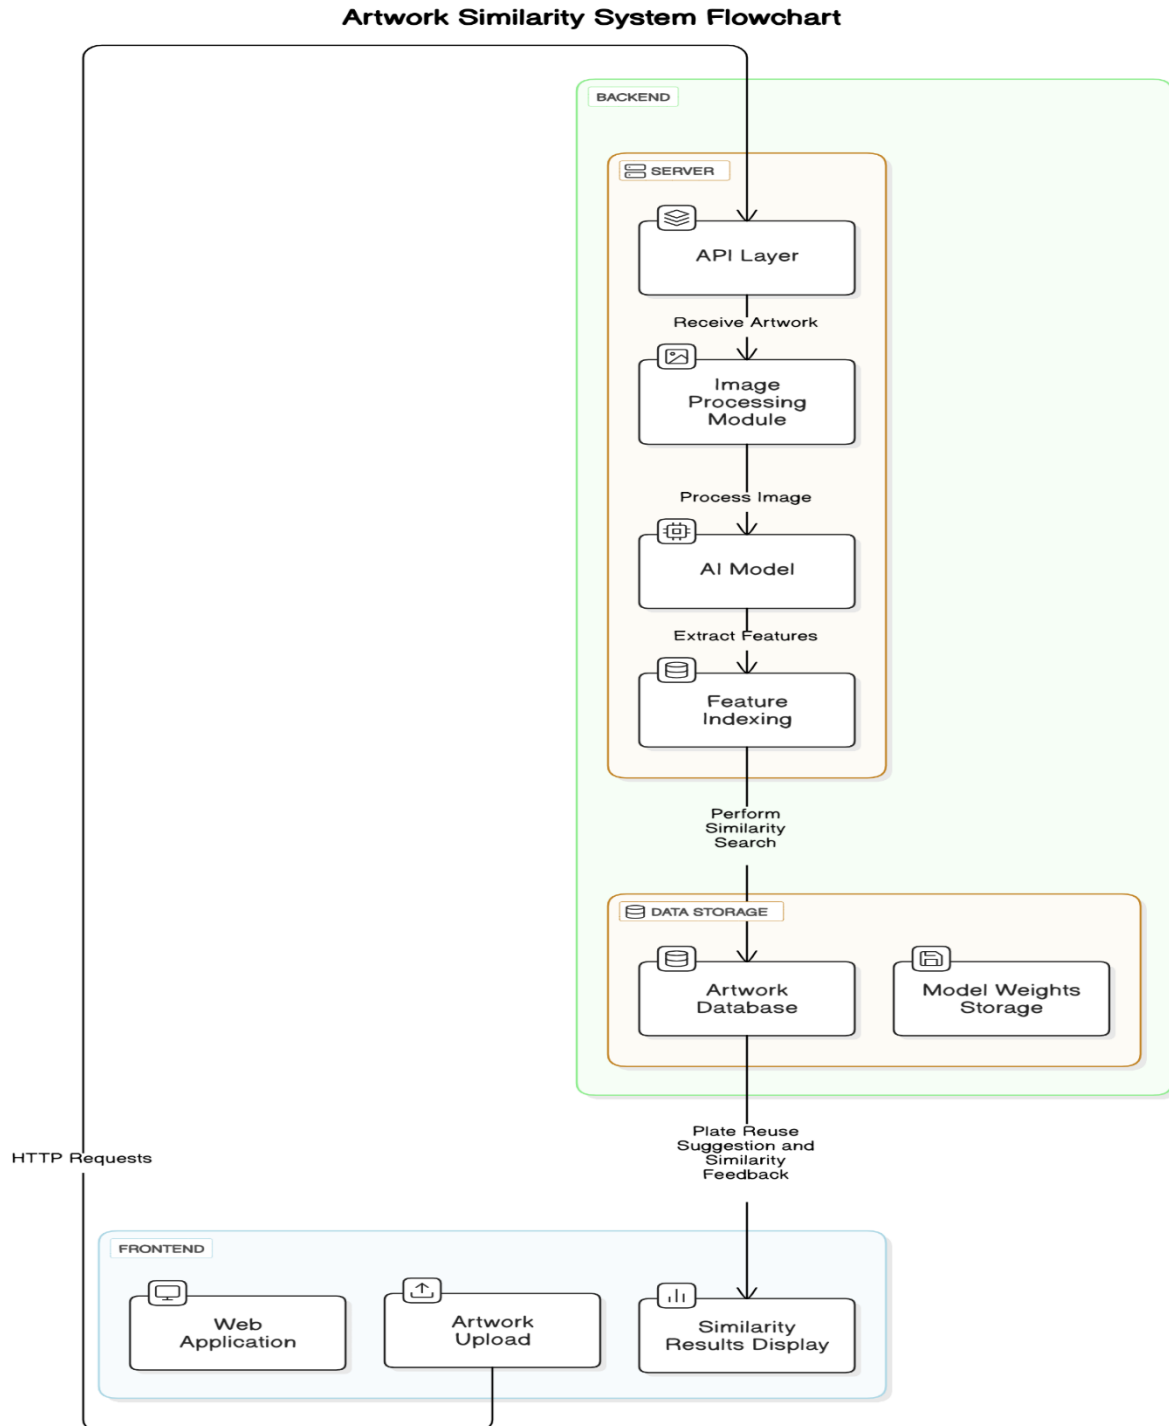 Artwork Similarity System Flowchart
BACKEND
SERVER
API Layer
Receive Artwork
Image
Processing
Module
Process Image
AI Model
Extract Features
Feature
Indexing
Perform
Similarity
Search
DATA STORAGE
Artwork
Database
Model Weights
Storage
Plate Reuse
Suggestion and
Similarity
Feedback
HTTP Requests
FRONTEND
Web
Application
Artwork
Upload
Similarity
Results Display